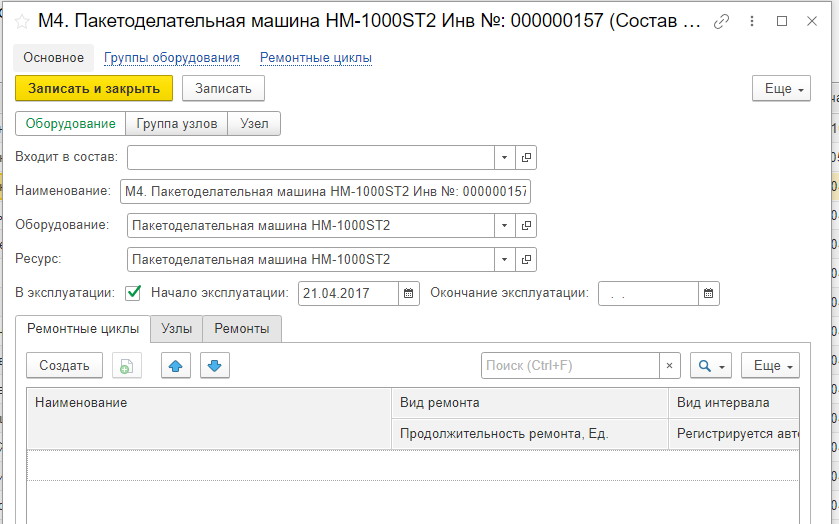 М4. Пакетоделательная машина НМ-1000ST2 Инв №: 000000157 (Состав ...
Основное Группы оборудования Ремонтные циклы
Записать и закрыть Записать Еще
Оборудование Группа узлов Узел
Входит в состав:
Наименование: М4. Пакетоделательная машина НМ-1000ST2 Инв №: 000000157
Оборудование: Пакетоделательная машина НМ-1000ST2
Ресурс: Пакетоделательная машина НМ-1000ST2
В эксплуатации: Начало эксплуатации: 21.04.2017 Окончание эксплуатации: . .
Ремонтные циклы Узлы Ремонты
Создать Поиск (Ctrl+F) × Еще
Наименование Вид ремонта Вид интервала
Продолжительность ремонта, Ед. Регистрируется авто